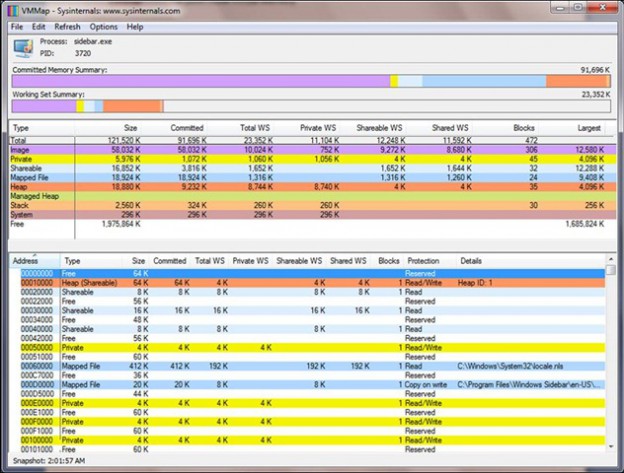 VMMap - Sysinternals: www.sysinternals.com
File Edit Refresh Options Help
Process: sidebar.exe
PID: 3720
Committed Memory Summary: 91,696 K
Working Set Summary: 23,352 K
Type Size Committed Total WS Private WS Shareable WS Shared WS Blocks Largest
Total 121,520 K 91,696 K 23,352 K 11,104 K 12,248 K 11,592 K 472
Image 58,032 K 58,032 K 10,024 K 752 K 9,272 K 8,680 K 306 12,580 K
Private 5,976 K 1,072 K 1,060 K 1,056 K 4 K 4 K 45 4,096 K
Shareable 16,852 K 3,816 K 1,652 K 1,652 K 1,644 K 32 12,288 K
Mapped File 18,924 K 18,924 K 1,316 K 1,316 K 1,260 K 24 9,408 K
Heap 18,880 K 9,232 K 8,744 K 8,740 K 4 K 4 K 35 4,096 K
Managed Heap
Stack 2,560 K 324 K 260 K 260 K 30 256 K
System 296 K 296 K 296 K 296 K
Free 1,975,864 K 1,685,824 K
Address Type Size Committed Total WS Private WS Shareable WS Shared WS Blocks Protection Details
00000000 Free 64 K Reserved
00010000 Heap (Shareable) 64 K 64 K 4 K 4 K 4 K 1 Read/Write Heap ID: 1
00020000 Shareable 8 K 8 K 8 K 8 K 8 K 1 Read
00022000 Free 56 K Reserved
00030000 Shareable 16 K 16 K 16 K 16 K 16 K 1 Read
00034000 Free 48 K Reserved
00040000 Shareable 8 K 8 K 8 K 8 K 1 Read
00042000 Free 56 K Reserved
00050000 Private 4 K 4 K 4 K 4 K 1 Read/Write
00051000 Free 60 K Reserved
00060000 Mapped File 412 K 412 K 192 K 192 K 192 K 1 Read C:\Windows\System32\locale.nls
000C7000 Free 36 K Reserved
000D0000 Mapped File 20 K 20 K 8 K 8 K 1 Copy on write C:\Program Files\Windows Sidebar\en-US\...
000D5000 Free 44 K Reserved
000E0000 Private 4 K 4 K 4 K 4 K 1 Read/Write
000E1000 Free 60 K Reserved
000F0000 Private 4 K 4 K 4 K 4 K 1 Read/Write
000F1000 Free 60 K Reserved
00100000 Private 4 K 4 K 4 K 4 K 1 Read/Write
00101000 Free 60 K Reserved
Snapshot: 2:01:57 AM